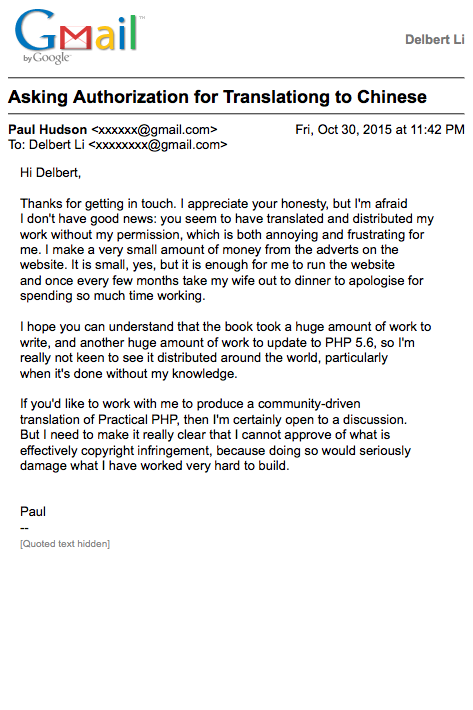 Gmail™
by Google
Delbert Li
Asking Authorization for Translationg to Chinese
Paul Hudson <xxxxxx@gmail.com> Fri, Oct 30, 2015 at 11:42 PM
To: Delbert Li <xxxxxxxx@gmail.com>
Hi Delbert,
Thanks for getting in touch. I appreciate your honesty, but I'm afraid
I don't have good news: you seem to have translated and distributed my
work without my permission, which is both annoying and frustrating for
me. I make a very small amount of money from the adverts on the
website. It is small, yes, but it is enough for me to run the website
and once every few months take my wife out to dinner to apologise for
spending so much time working.
I hope you can understand that the book took a huge amount of work to
write, and another huge amount of work to update to PHP 5.6, so I'm
really not keen to see it distributed around the world, particularly
when it's done without my knowledge.
If you'd like to work with me to produce a community-driven
translation of Practical PHP, then I'm certainly open to a discussion.
But I need to make it really clear that I cannot approve of what is
effectively copyright infringement, because doing so would seriously
damage what I have worked very hard to build.
Paul
--
[Quoted text hidden]